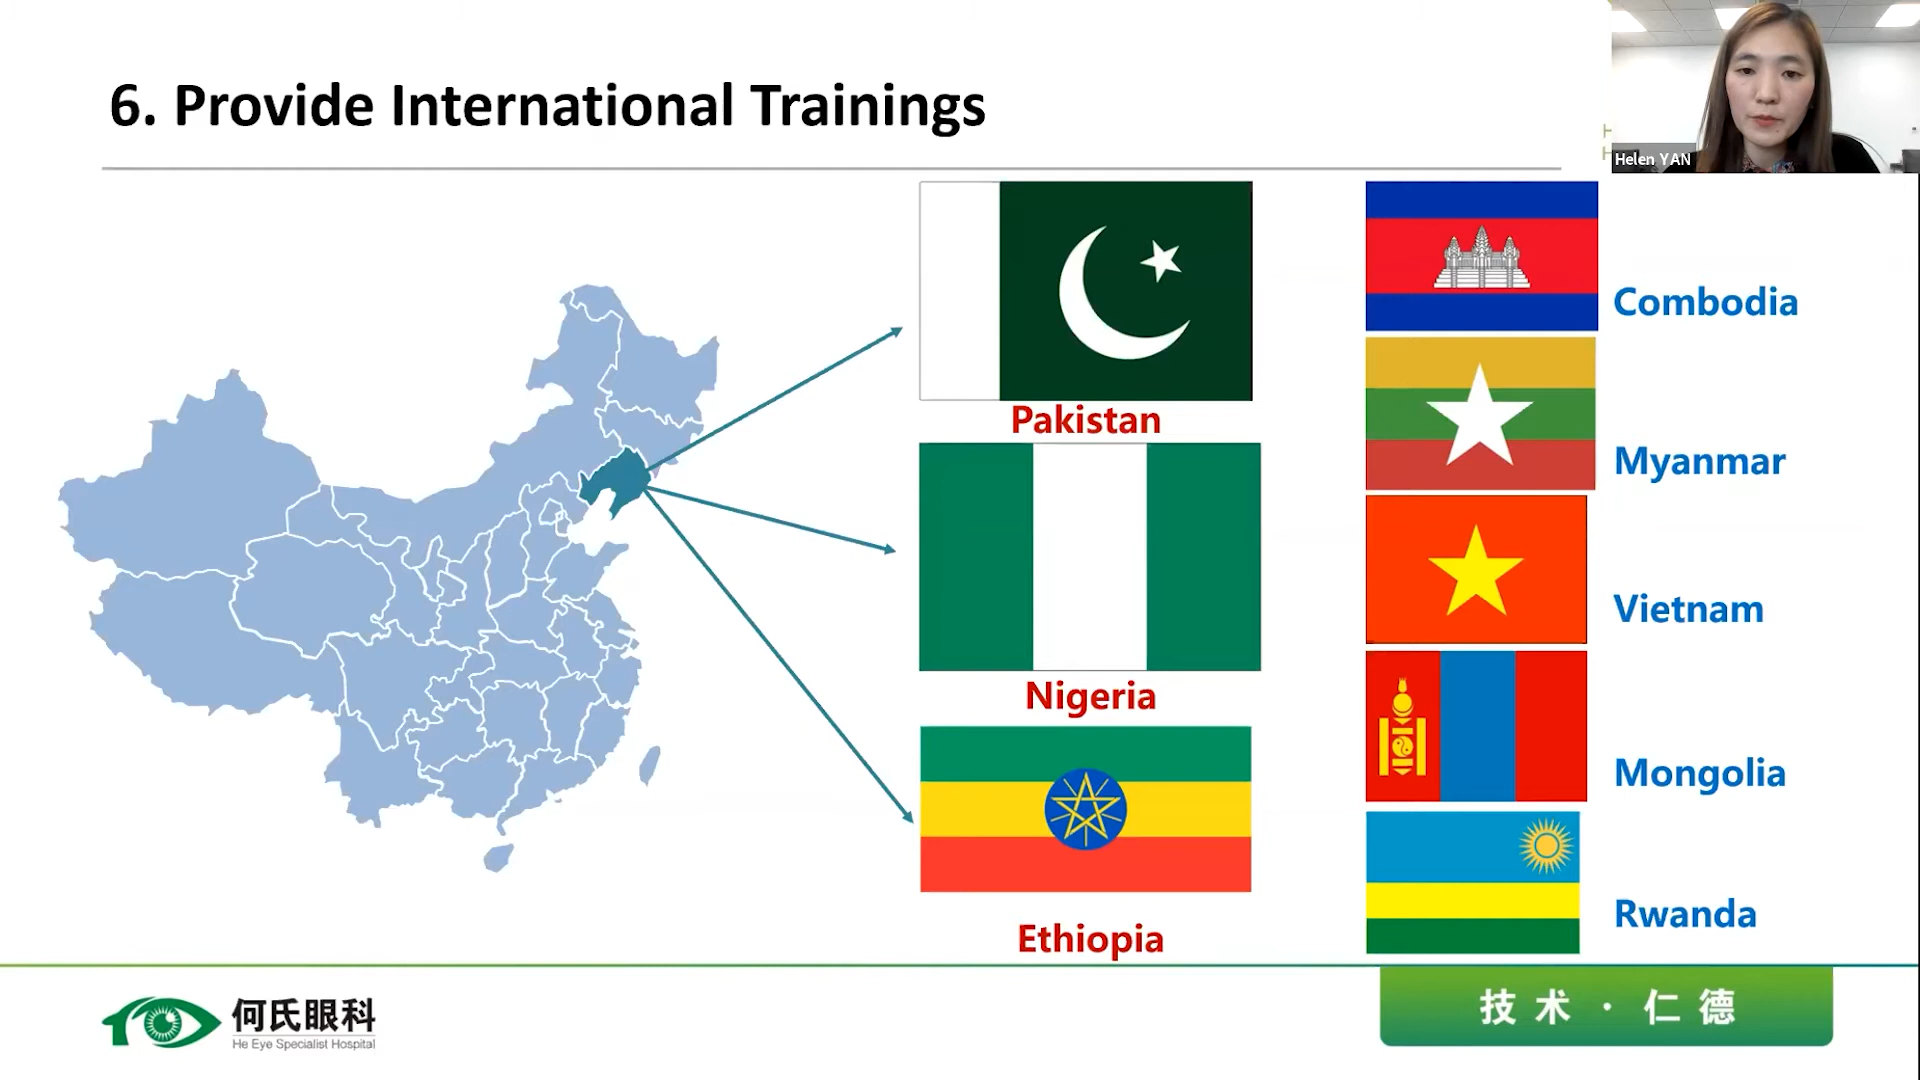 6. Provide International Trainings
Helen YAN
Pakistan
Nigeria
Ethiopia
Combodia
Myanmar
Vietnam
Mongolia
Rwanda
何氏眼科
He Eye Specialist Hospital
技术·仁德